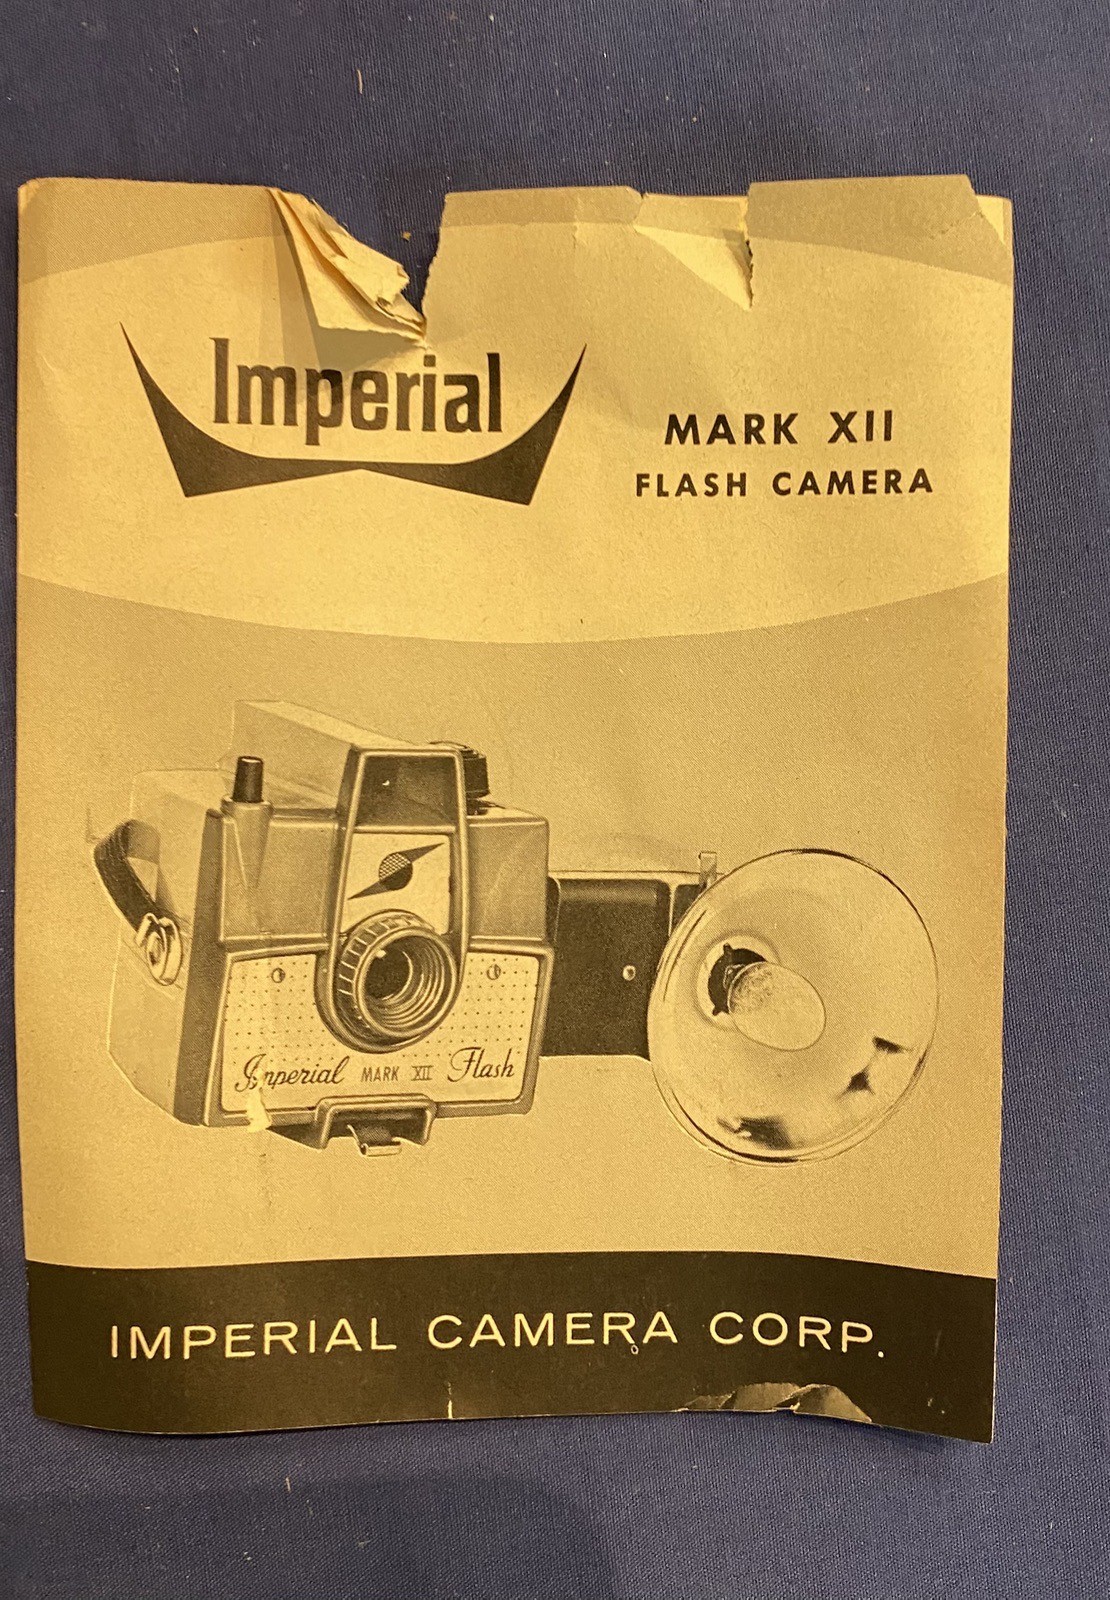 Imperial
MARK XII
FLASH CAMERA
Imperial MARK XII Flash
IMPERIAL CAMERA CORP.